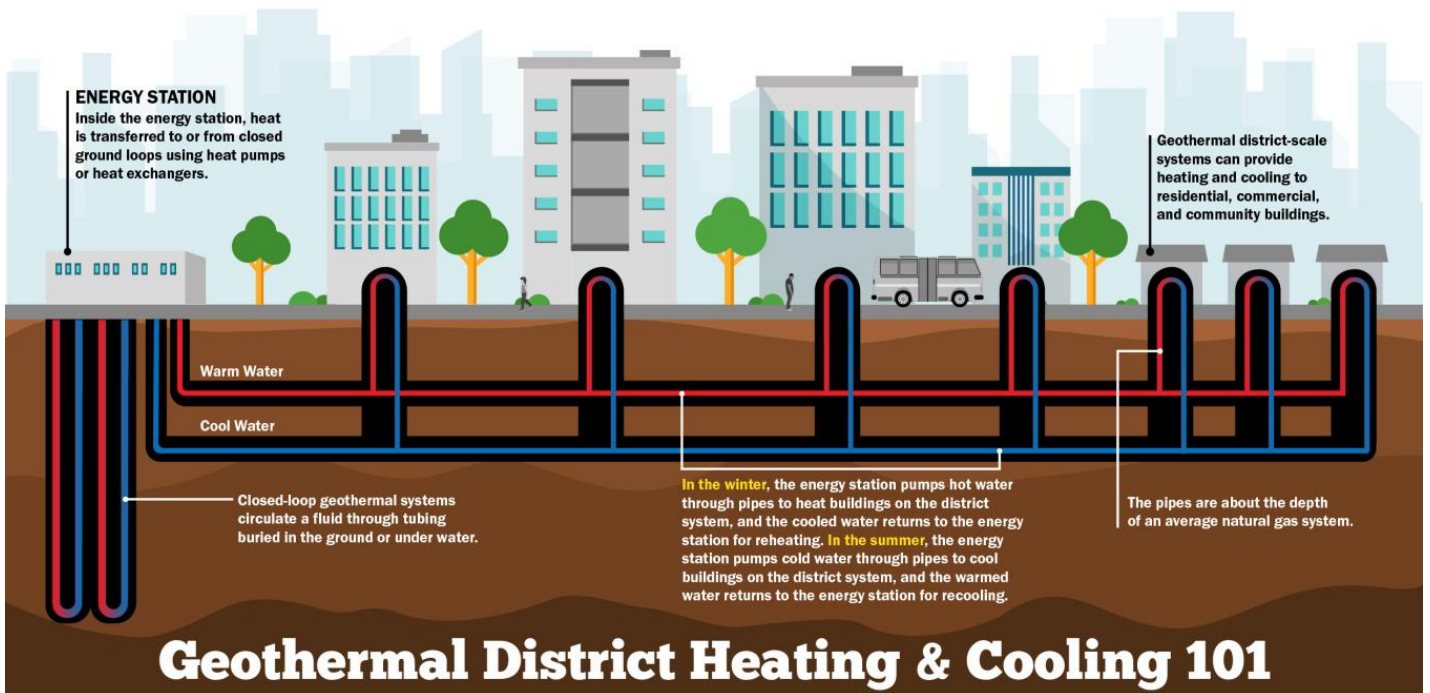 ENERGY STATION
Inside the energy station, heat
is transferred to or from closed
ground loops using heat pumps
or heat exchangers.
Geothermal district-scale
systems can provide
heating and cooling to
residential, commercial,
and community buildings.
Warm Water
Cool Water
Closed-loop geothermal systems
circulate a fluid through tubing
buried in the ground or under water.
In the winter, the energy station pumps hot water
through pipes to heat buildings on the district
system, and the cooled water returns to the energy
station for reheating. In the summer, the energy
station pumps cold water through pipes to cool
buildings on the district system, and the warmed
water returns to the energy station for recooling.
The pipes are about the depth
of an average natural gas system.
Geothermal District Heating & Cooling 101